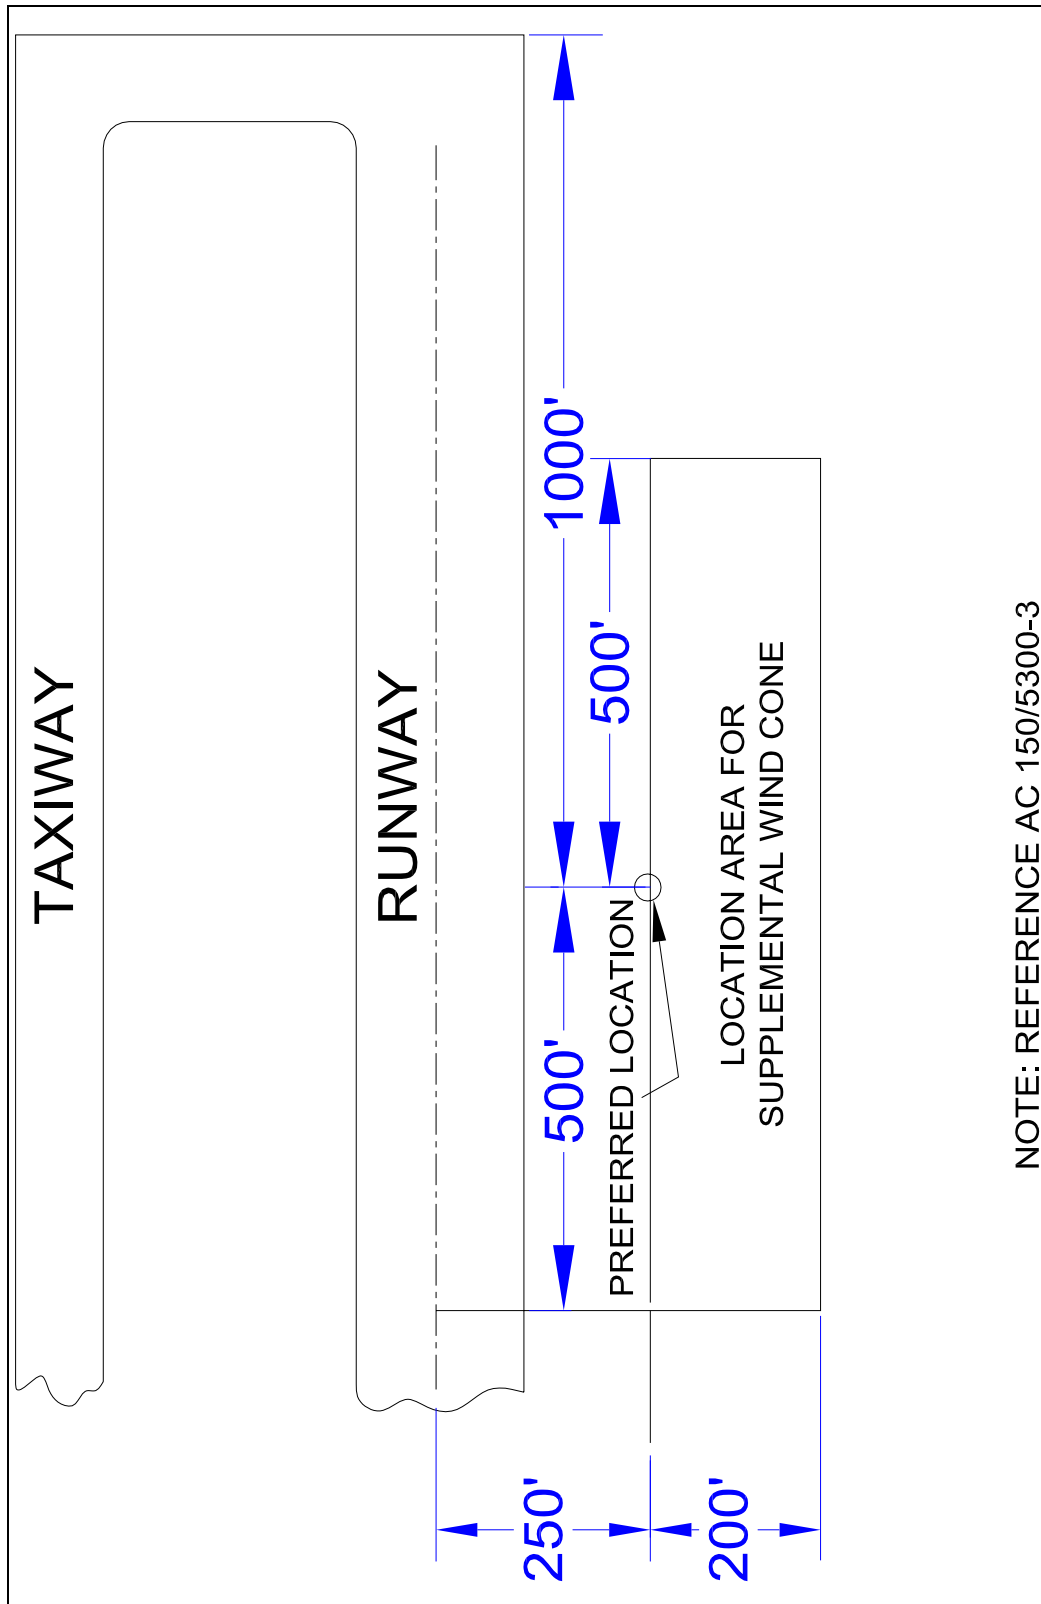 TAXIWAY
RUNWAY
1000'
500'
500'
PREFERRED LOCATION
LOCATION AREA FOR
SUPPLEMENTAL WIND CONE
250'
200'
NOTE: REFERENCE AC 150/5300-3